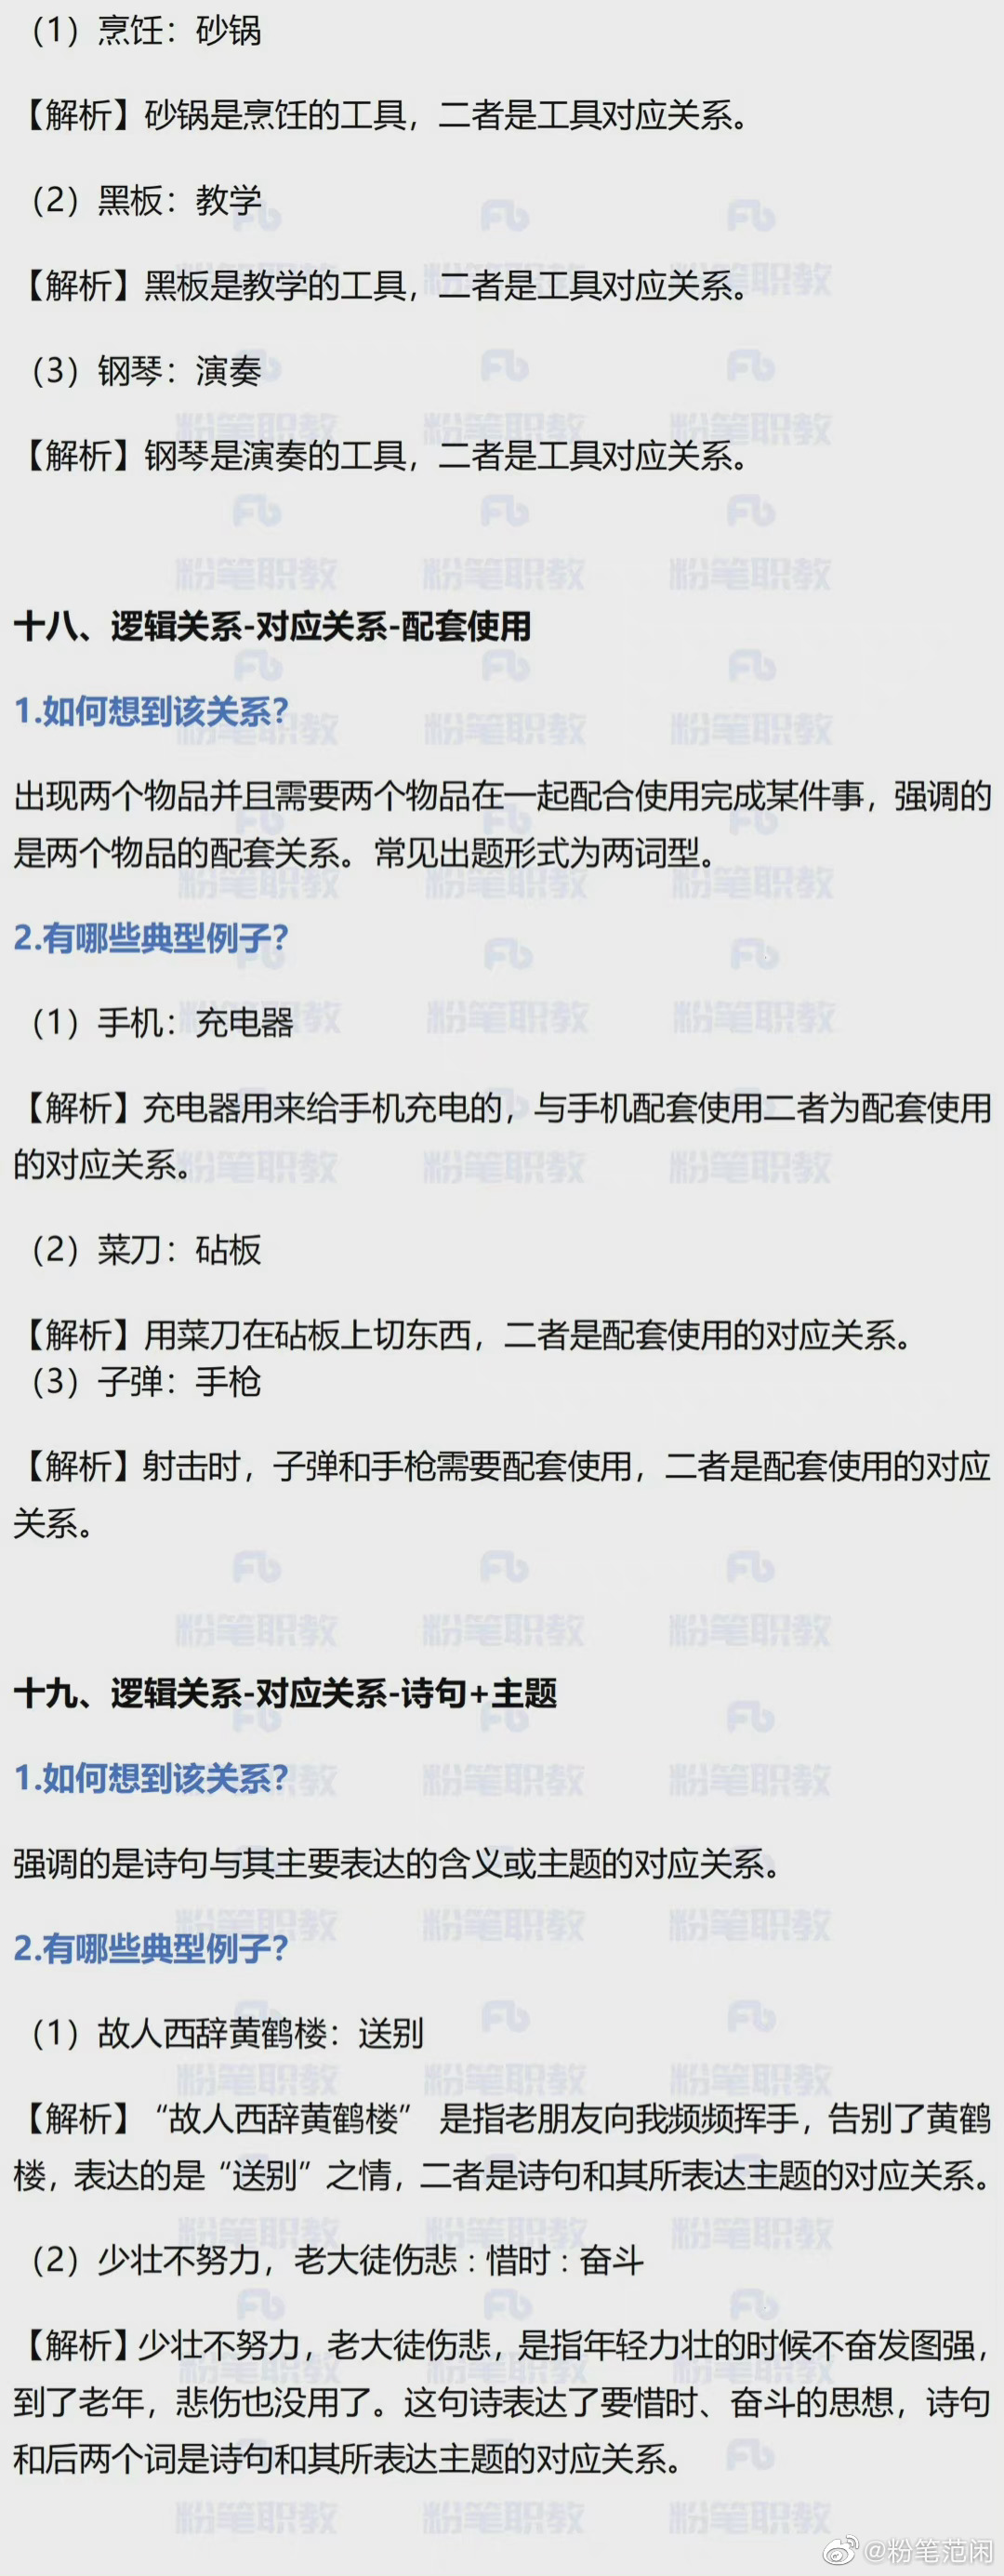 （1）烹饪：砂锅
【解析】砂锅是烹饪的工具，二者是工具对应关系。
（2）黑板：教学
【解析】黑板是教学的工具，二者是工具对应关系。
（3）钢琴：演奏
【解析】钢琴是演奏的工具，二者是工具对应关系。
十八、逻辑关系-对应关系-配套使用
1.如何想到该关系？
出现两个物品并且需要两个物品在一起配合使用完成某件事，强调的
是两个物品的配套关系。常见出题形式为两词型。
2.有哪些典型例子？
（1）手机：充电器
【解析】充电器用来给手机充电的，与手机配套使用二者为配套使用
的对应关系。
（2）菜刀：砧板
【解析】用菜刀在砧板上切东西，二者是配套使用的对应关系。
（3）子弹：手枪
【解析】射击时，子弹和手枪需要配套使用，二者是配套使用的对应
关系。
十九、逻辑关系-对应关系-诗句+主题
1.如何想到该关系？
强调的是诗句与其主要表达的含义或主题的对应关系。
2.有哪些典型例子？
（1）故人西辞黄鹤楼：送别
【解析】“故人西辞黄鹤楼” 是指老朋友向我频频挥手，告别了黄鹤
楼，表达的是“送别”之情，二者是诗句和其所表达主题的对应关系。
（2）少壮不努力，老大徒伤悲：惜时：奋斗
【解析】少壮不努力，老大徒伤悲，是指年轻力壮的时候不奋发图强，
到了老年，悲伤也没用了。这句诗表达了要惜时、奋斗的思想，诗句
和后两个词是诗句和其所表达主题的对应关系。
粉笔职教
@粉笔范闲